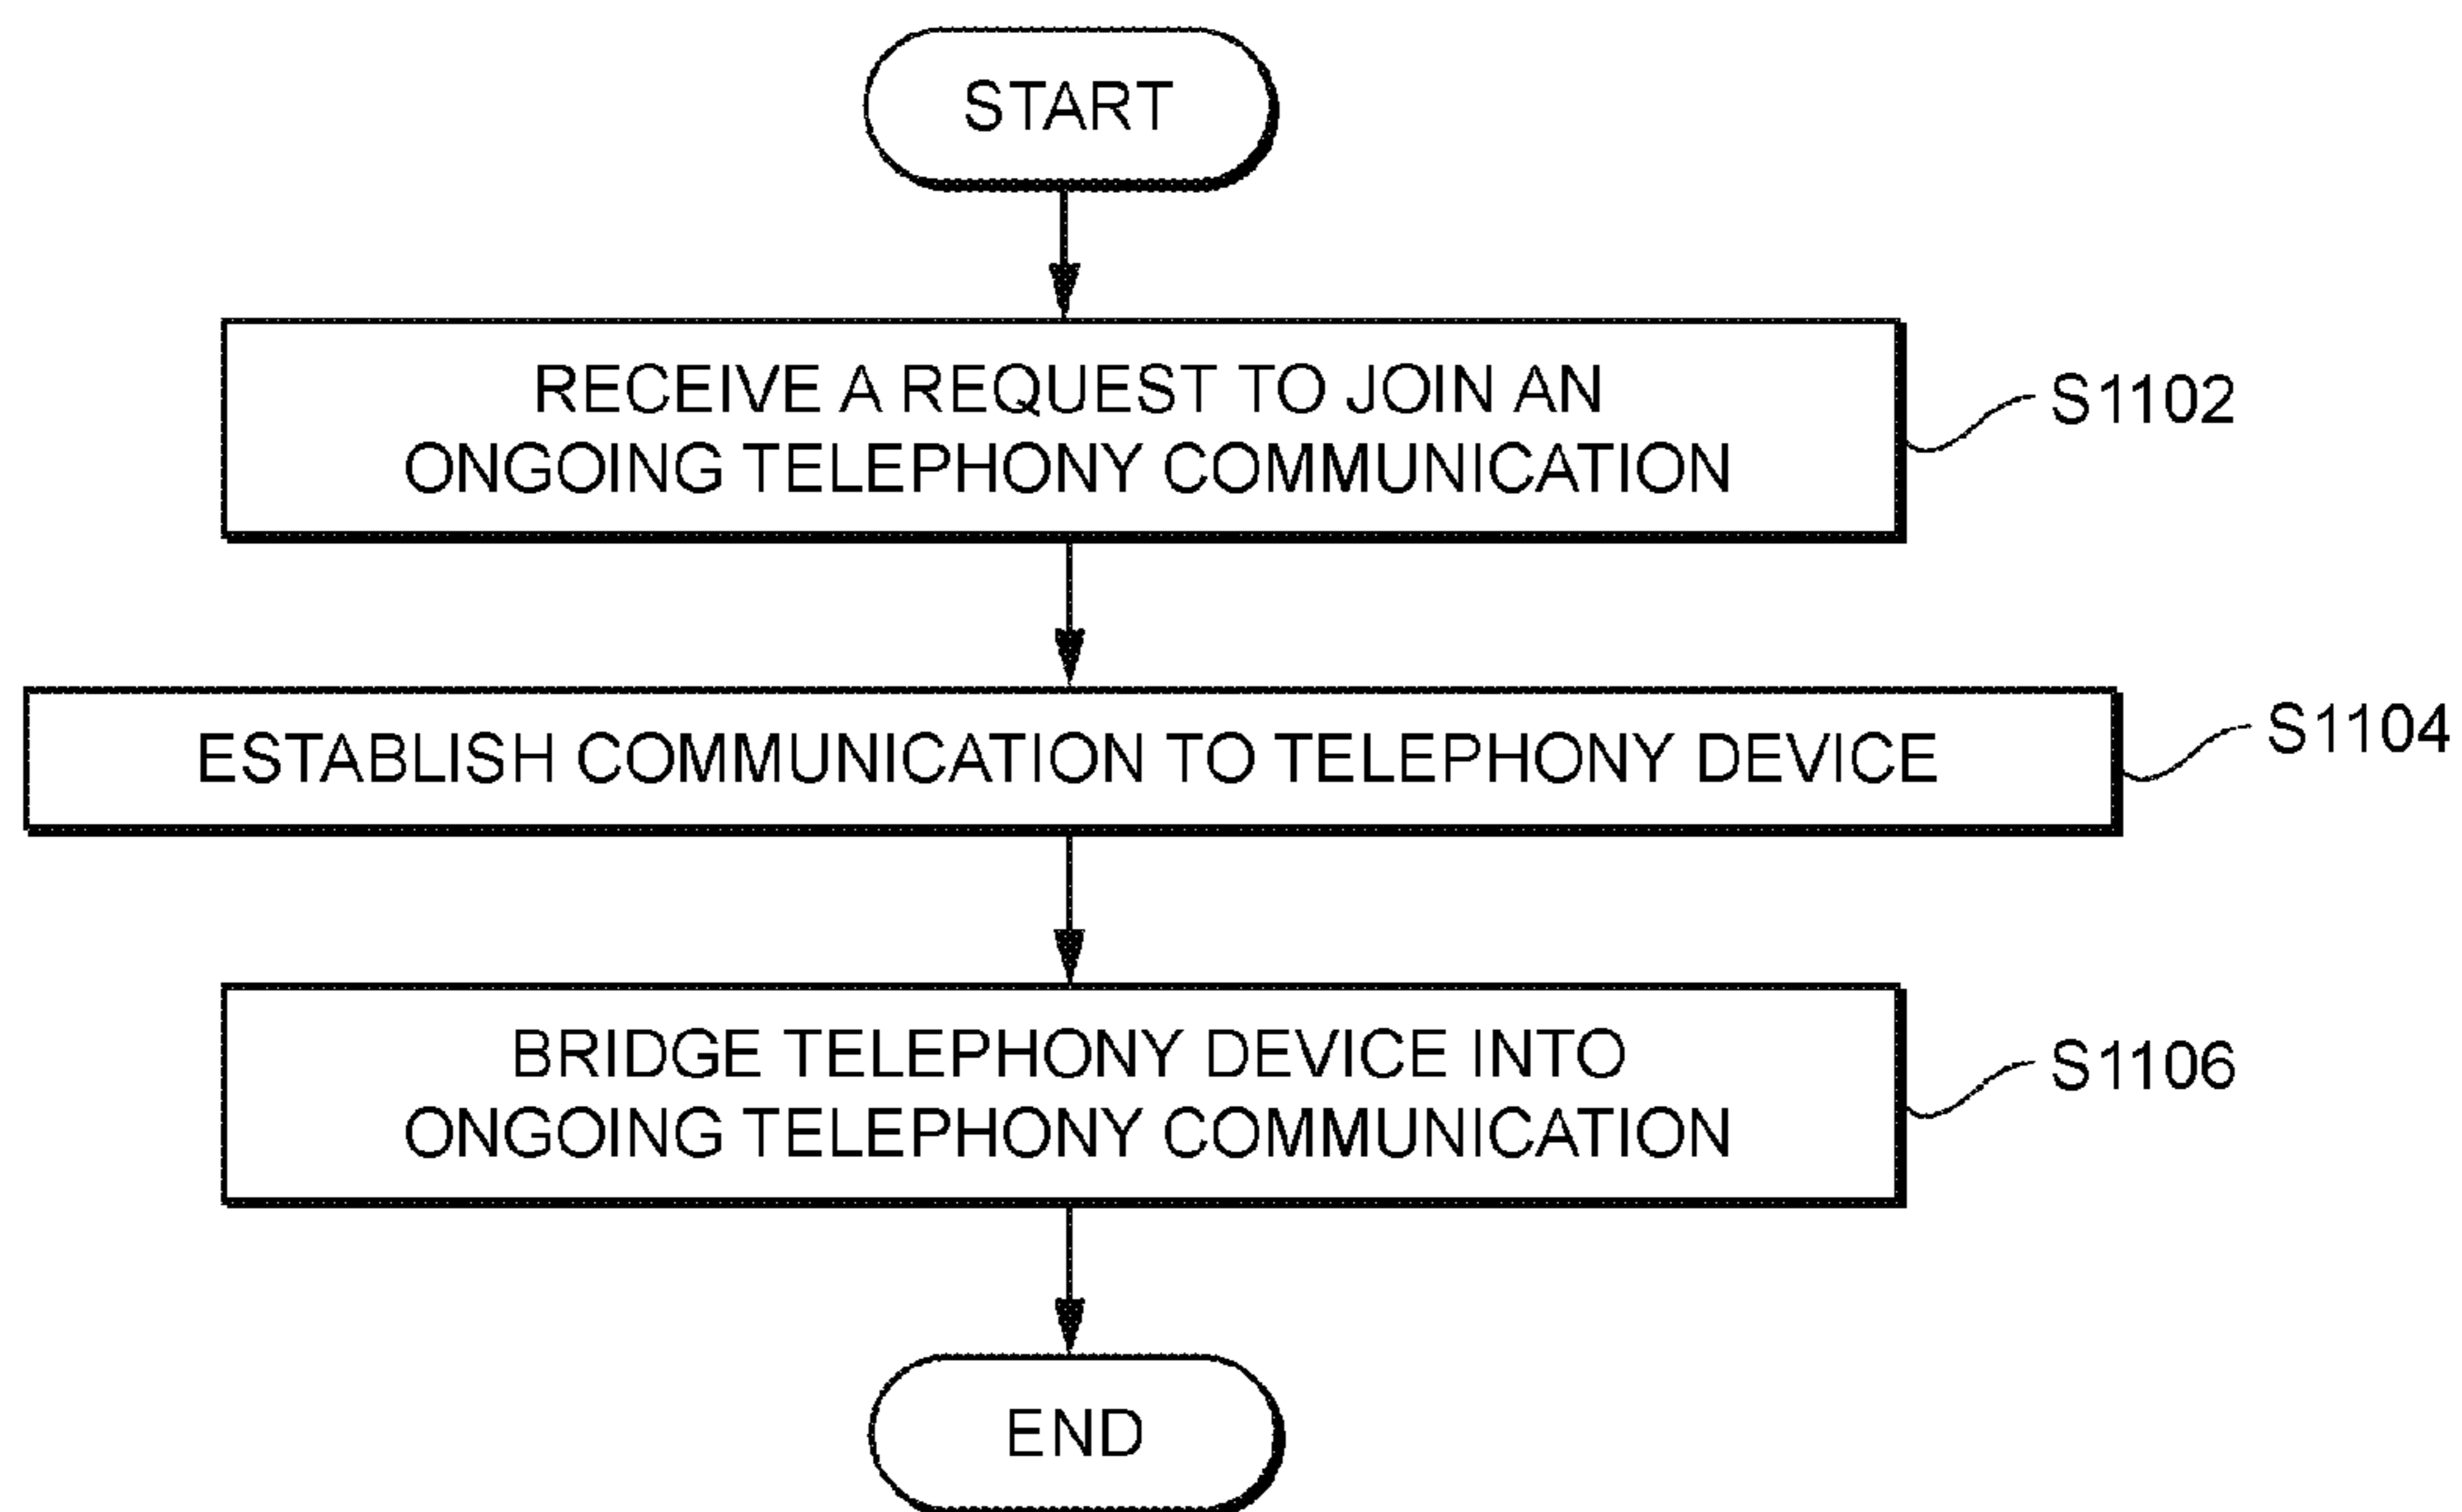 START
RECEIVE A REQUEST TO JOIN AN
ONGOING TELEPHONY COMMUNICATION
S1102
ESTABLISH COMMUNICATION TO TELEPHONY DEVICE
S1104
BRIDGE TELEPHONY DEVICE INTO
ONGOING TELEPHONY COMMUNICATION
S1106
END